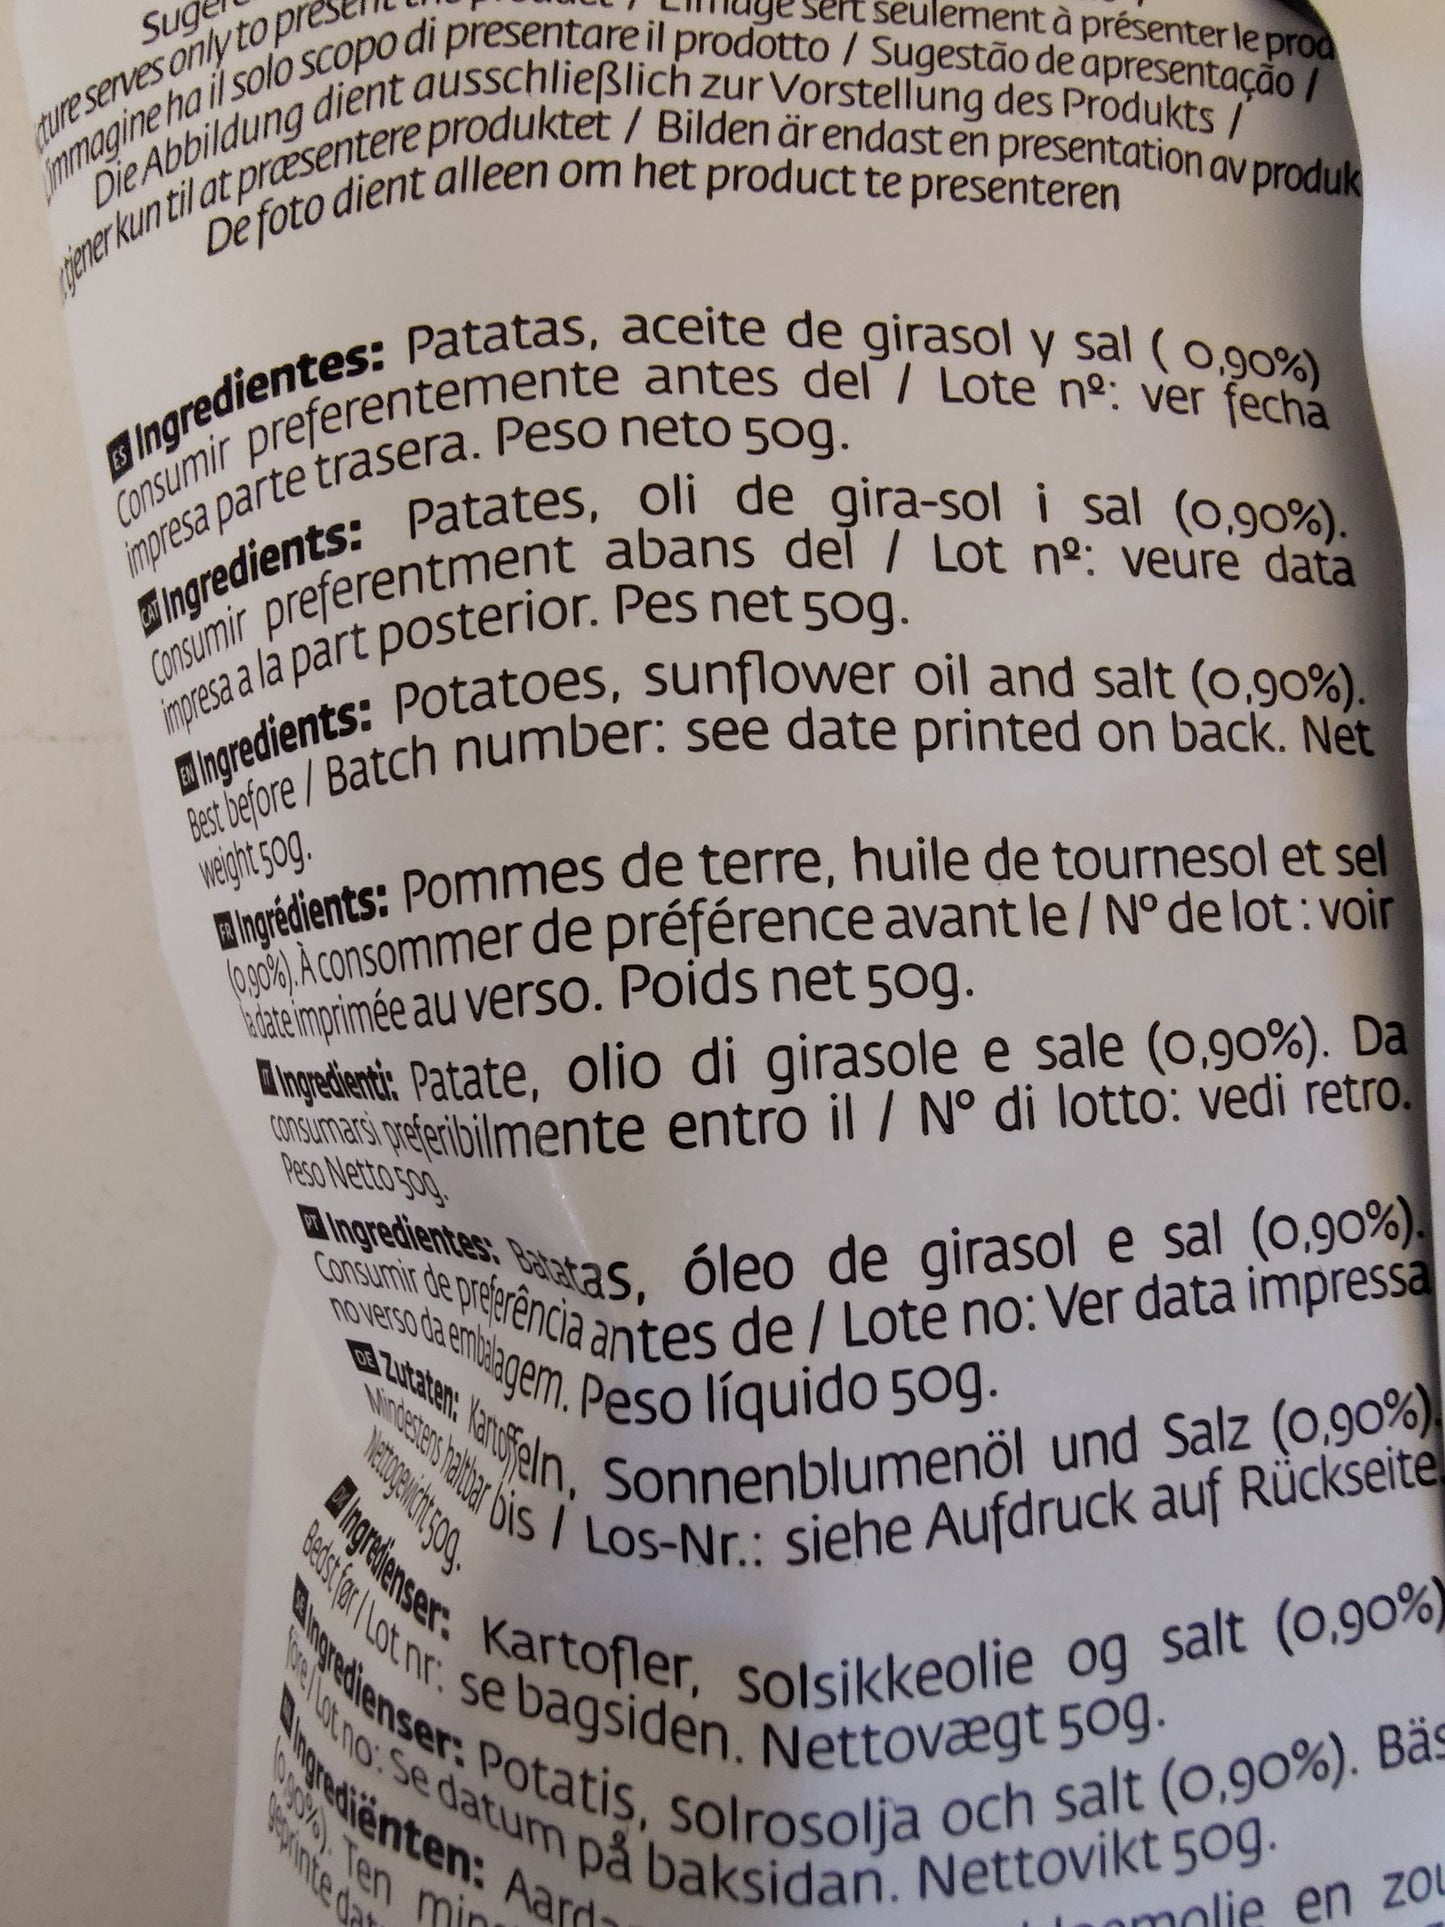 serves only to present
L'image sert seulement à présenter le prod
L'immagine ha il solo scopo di presentare il prodotto / Sugestão de apresentação /
Die Abbildung dient ausschließlich zur Vorstellung des Produkts /
tjener kun til at præsentere produktet / Bilden är endast en presentation av produk
De foto dient alleen om het product te presenteren
ES Ingredientes: Patatas, aceite de girasol y sal ( 0,90%)
Consumir preferentemente antes del / Lote nº: ver fecha
impresa parte trasera. Peso neto 50g.
CAT Ingredients: Patates, oli de gira-sol i sal (0,90%).
Consumir preferentment abans del / Lot nº: veure data
impresa a la part posterior. Pes net 50g.
EN Ingredients: Potatoes, sunflower oil and salt (0,90%).
Best before / Batch number: see date printed on back. Net
weight 50g.
FR Ingrédients: Pommes de terre, huile de tournesol et sel
(0,90%). À consommer de préférence avant le / N° de lot : voir
la date imprimée au verso. Poids net 50g.
IT Ingredienti: Patate, olio di girasole e sale (0,90%). Da
consumarsi preferibilmente entro il / N° di lotto: vedi retro.
Peso Netto 50g.
PT Ingredientes: Batatas, óleo de girasol e sal (0,90%).
Consumir de preferência antes de / Lote no: Ver data impressa
no verso da embalagem. Peso líquido 50g.
DE Zutaten: Kartoffeln, Sonnenblumenöl und Salz (0,90%).
Mindestens haltbar bis / Los-Nr.: siehe Aufdruck auf Rückseite.
Nettogewicht 50g.
DK Ingredienser: Kartofler, solsikkeolie og salt (0,90%)
Bedst før / Lot nr: se bagsiden. Nettovægt 50g.
SE Ingredienser: Potatis, solrosolja och salt (0,90%). Bäs
före / Lot no: Se datum på baksidan. Nettovikt 50g.
Ingrediënten: Aard en zou
(0,90%). Ten min
geprinte dat